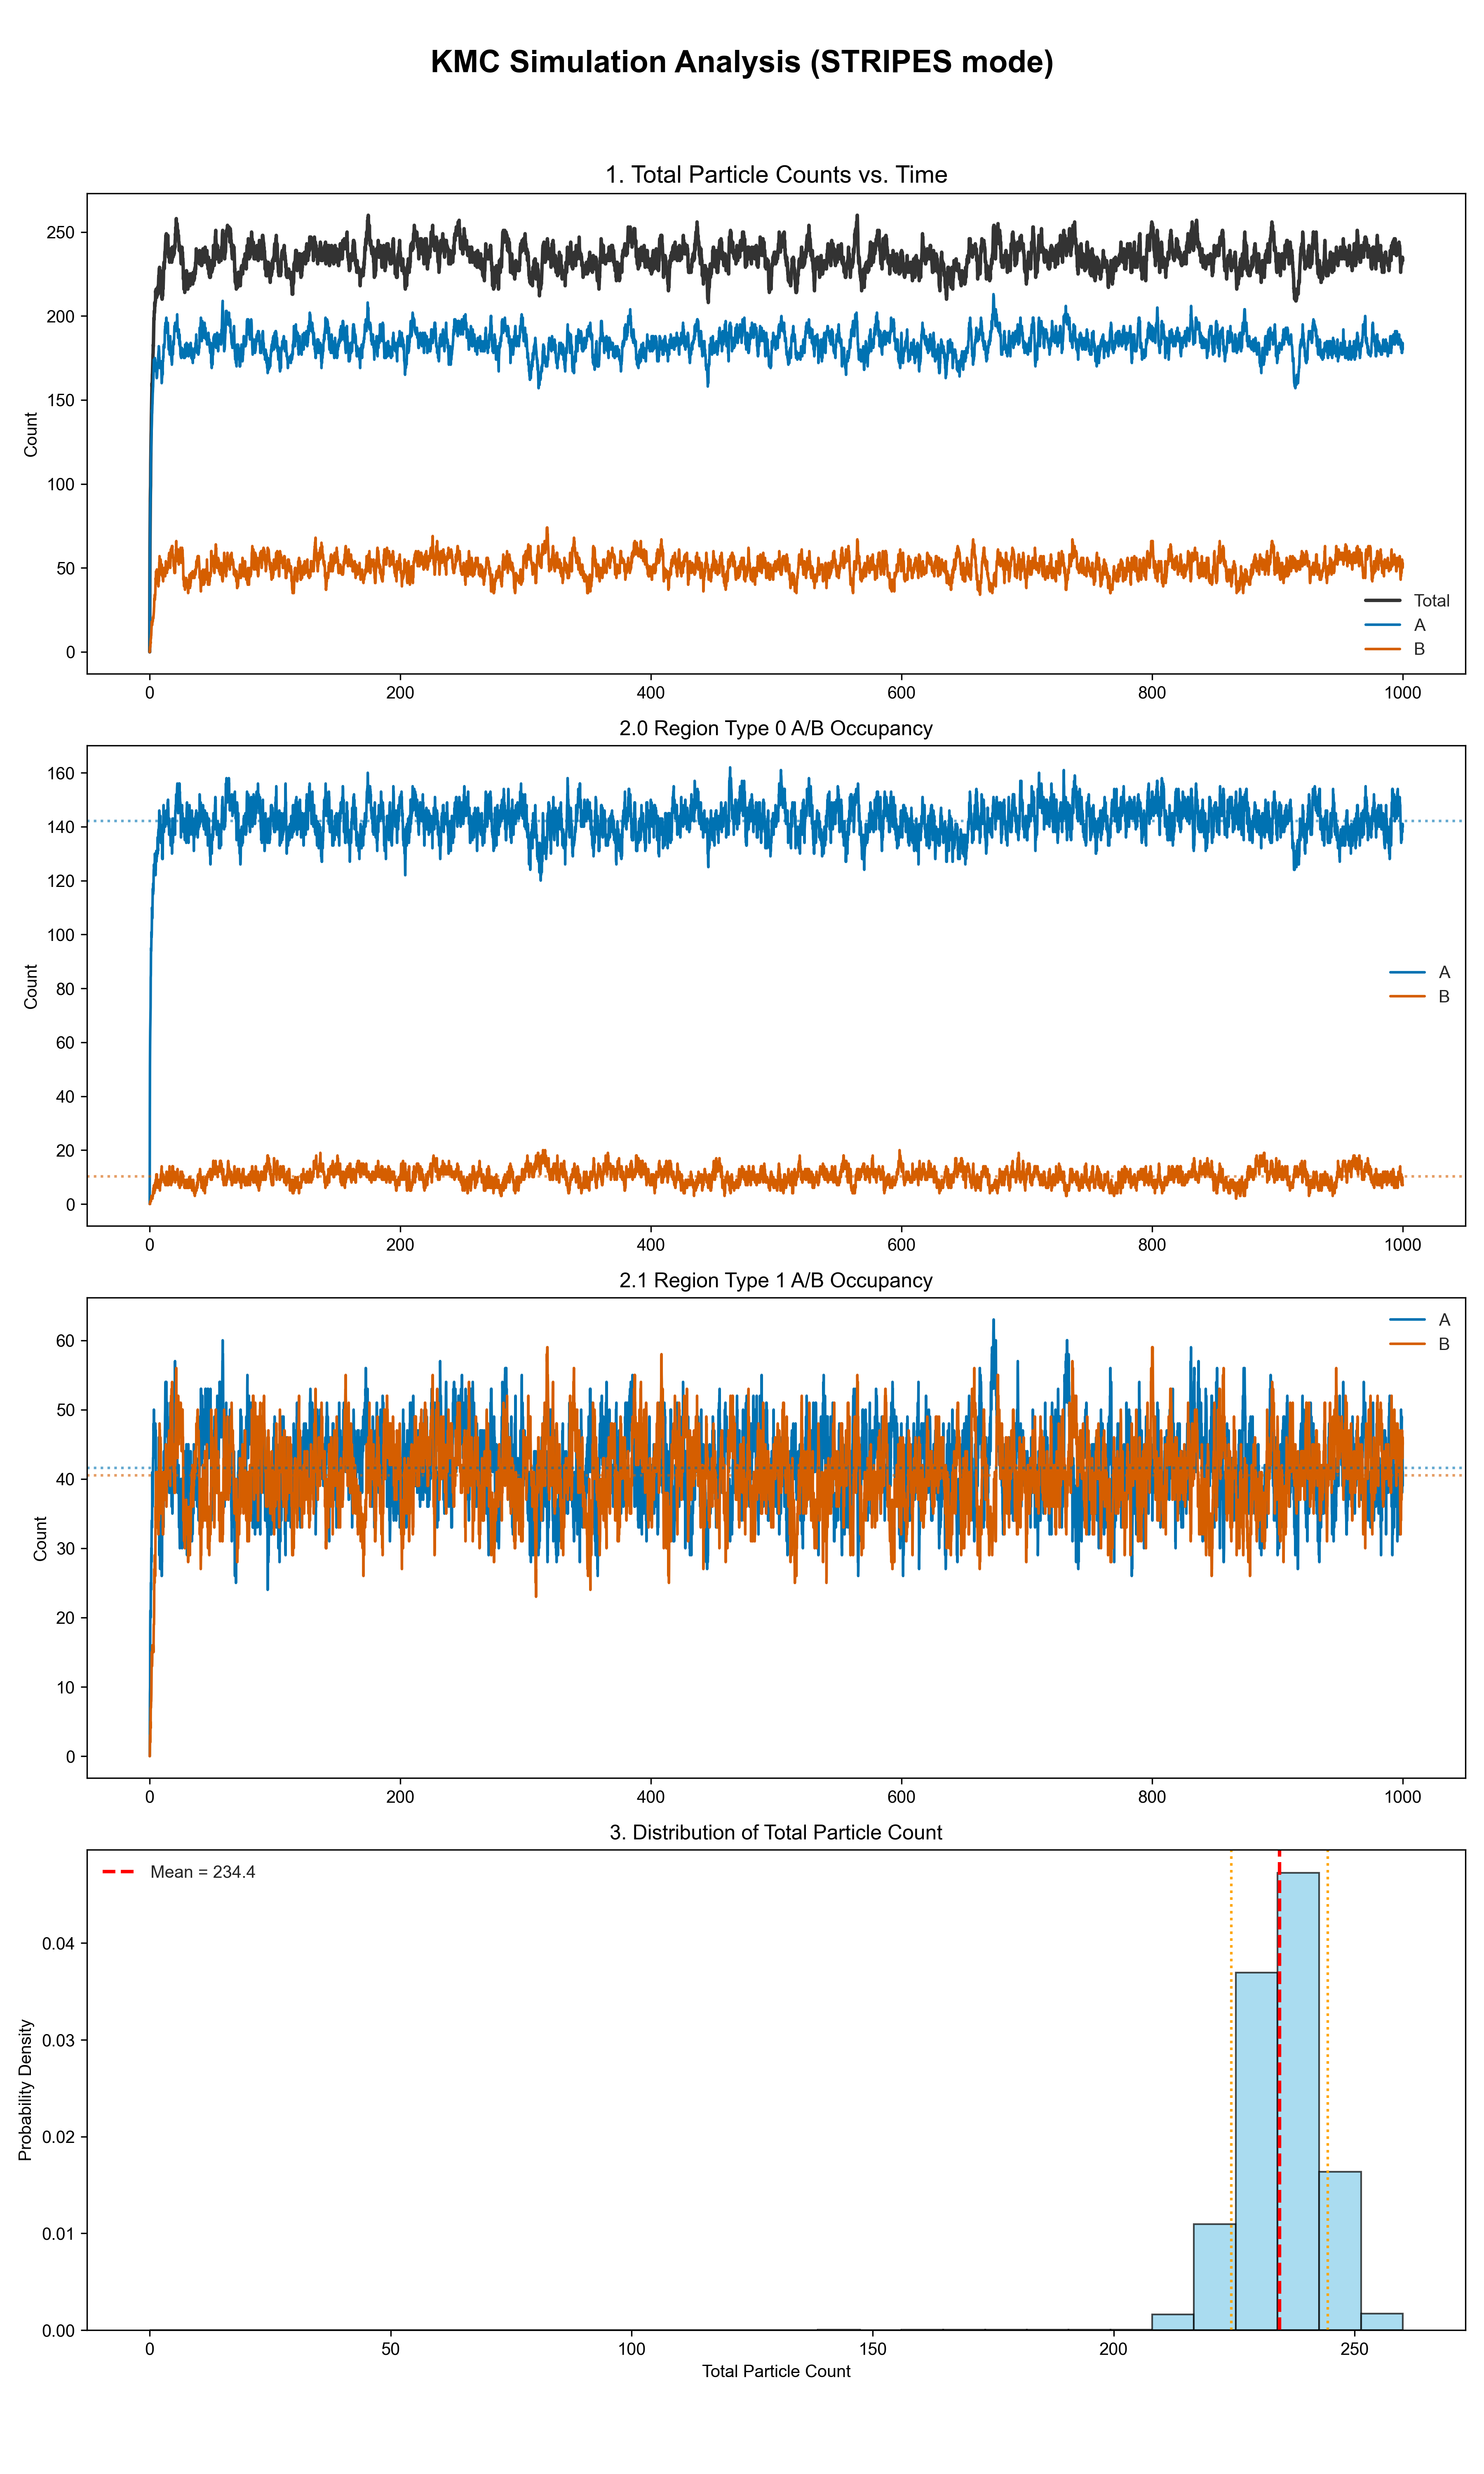 KMC Simulation Analysis (STRIPES mode)
1. Total Particle Counts vs. Time
Count
250
200
150
100
50
0
Total
A
B
0 200 400 600 800 1000
2.0 Region Type 0 A/B Occupancy
Count
160
140
120
100
80
60
40
20
0
A
B
0 200 400 600 800 1000
2.1 Region Type 1 A/B Occupancy
Count
60
50
40
30
20
10
0
A
B
0 200 400 600 800 1000
3. Distribution of Total Particle Count
Mean = 234.4
Probability Density
0.04
0.03
0.02
0.01
0.00
0 50 100 150 200 250
Total Particle Count